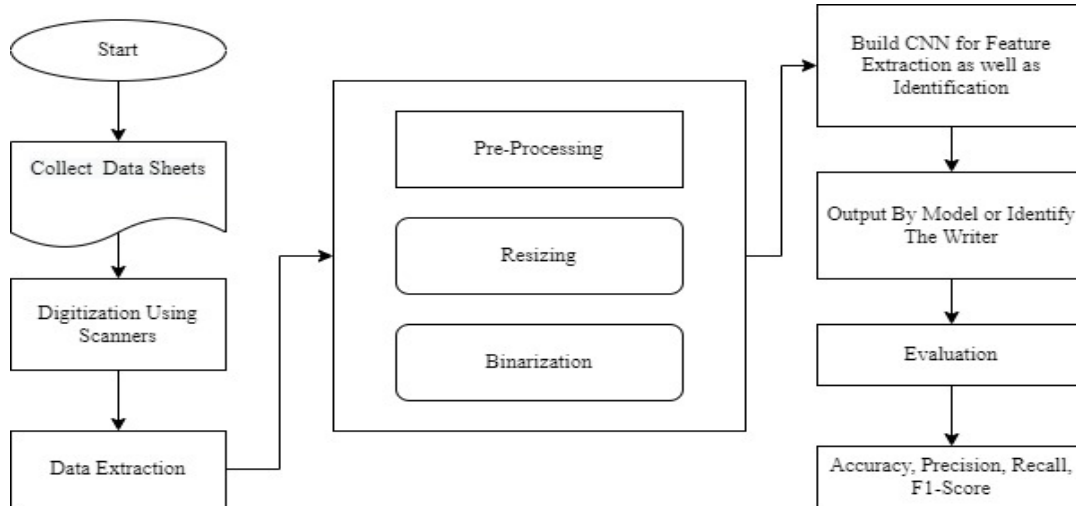 Start
Collect Data Sheets
Digitization Using
Scanners
Data Extraction
Pre-Processing
Resizing
Binarization
Build CNN for Feature
Extraction as well as
Identification
Output By Model or Identify
The Writer
Evaluation
Accuracy, Precision, Recall,
F1-Score